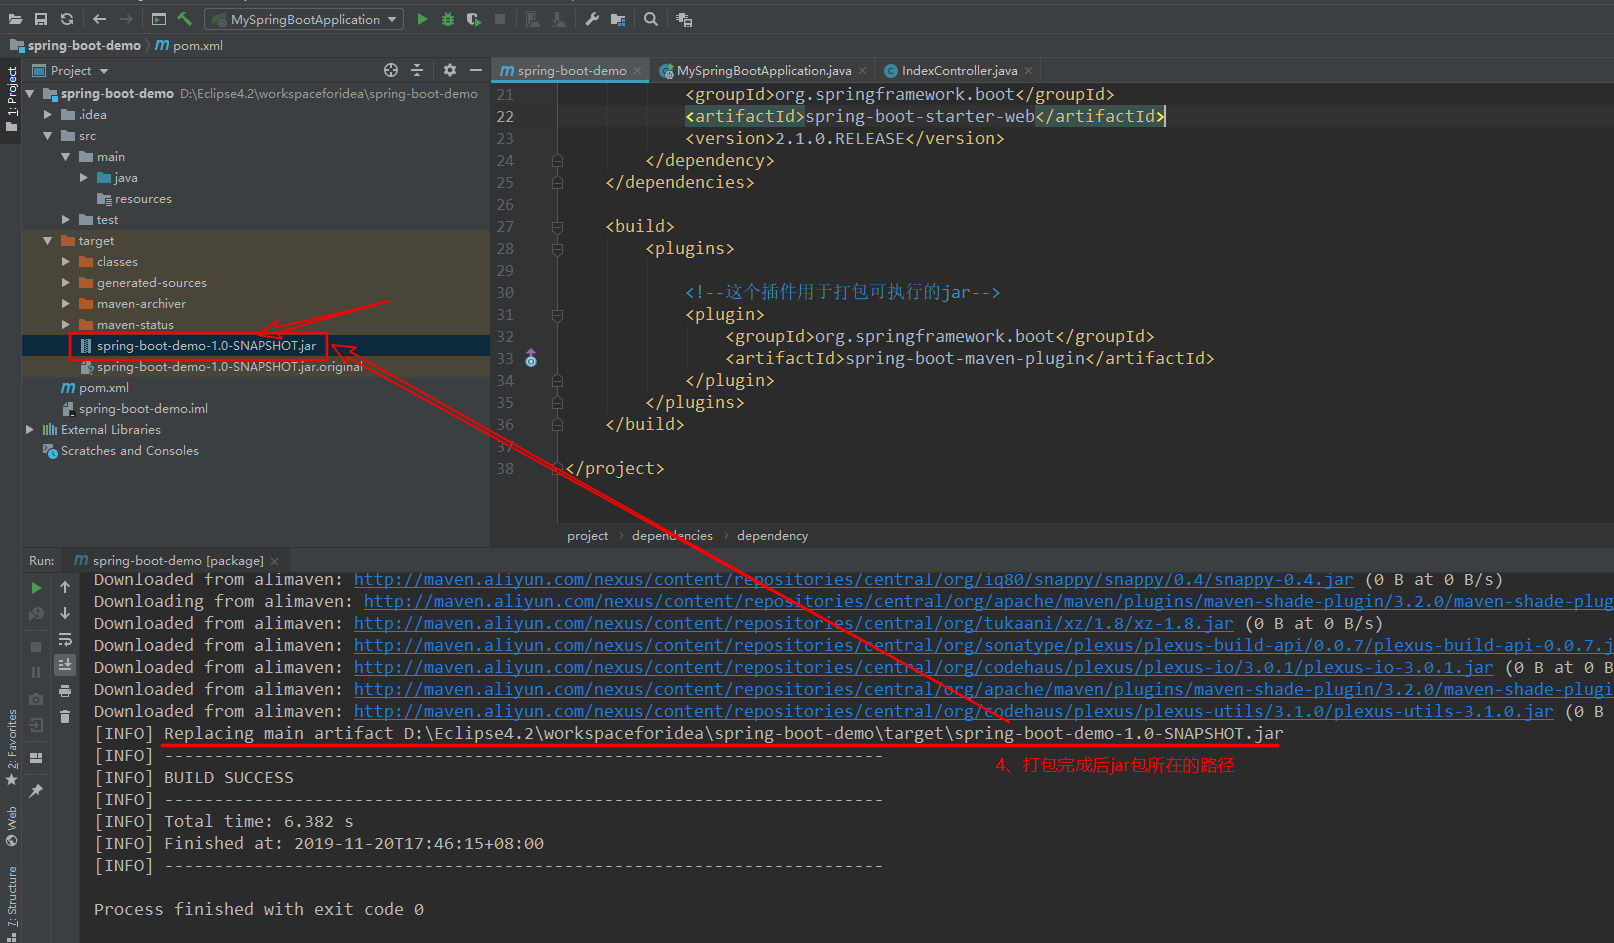 MySpringBootApplication
spring-boot-demo
pom.xml
1: Project
Project
spring-boot-demo D:\Eclipse4.2\workspaceforidea\spring-boot-demo
.idea
src
main
java
resources
test
target
classes
generated-sources
maven-archiver
maven-status
spring-boot-demo-1.0-SNAPSHOT.jar
spring-boot-demo-1.0-SNAPSHOT.jar.original
pom.xml
spring-boot-demo.iml
External Libraries
Scratches and Consoles
spring-boot-demo
MySpringBootApplication.java
IndexController.java
21 <groupId>org.springframework.boot</groupId>
22 <artifactId>spring-boot-starter-web</artifactId>
23 <version>2.1.0.RELEASE</version>
24 </dependency>
25 </dependencies>
26
27 <build>
28 <plugins>
29
30 <!--这个插件用于打包可执行的jar-->
31 <plugin>
32 <groupId>org.springframework.boot</groupId>
33 <artifactId>spring-boot-maven-plugin</artifactId>
34 </plugin>
35 </plugins>
36 </build>
37
38 </project>
project › dependencies › dependency
Run: spring-boot-demo [package]
Downloaded from alimaven: http://maven.aliyun.com/nexus/content/repositories/central/org/iq80/snappy/snappy/0.4/snappy-0.4.jar (0 B at 0 B/s)
Downloading from alimaven: http://maven.aliyun.com/nexus/content/repositories/central/org/apache/maven/plugins/maven-shade-plugin/3.2.0/maven-shade-plug
Downloaded from alimaven: http://maven.aliyun.com/nexus/content/repositories/central/org/tukaani/xz/1.8/xz-1.8.jar (0 B at 0 B/s)
Downloaded from alimaven: http://maven.aliyun.com/nexus/content/repositories/central/org/sonatype/plexus/plexus-build-api/0.0.7/plexus-build-api-0.0.7.j
Downloaded from alimaven: http://maven.aliyun.com/nexus/content/repositories/central/org/codehaus/plexus/plexus-io/3.0.1/plexus-io-3.0.1.jar (0 B at 0 B
Downloaded from alimaven: http://maven.aliyun.com/nexus/content/repositories/central/org/apache/maven/plugins/maven-shade-plugin/3.2.0/maven-shade-plugi
Downloaded from alimaven: http://maven.aliyun.com/nexus/content/repositories/central/org/codehaus/plexus/plexus-utils/3.1.0/plexus-utils-3.1.0.jar (0 B
[INFO] Replacing main artifact D:\Eclipse4.2\workspaceforidea\spring-boot-demo\target\spring-boot-demo-1.0-SNAPSHOT.jar
[INFO] ------------------------------------------------------------------------
4、打包完成后jar包所在的路径
[INFO] BUILD SUCCESS
[INFO] ------------------------------------------------------------------------
[INFO] Total time: 6.382 s
[INFO] Finished at: 2019-11-20T17:46:15+08:00
[INFO] ------------------------------------------------------------------------
Process finished with exit code 0
2: Favorites
Web
7: Structure